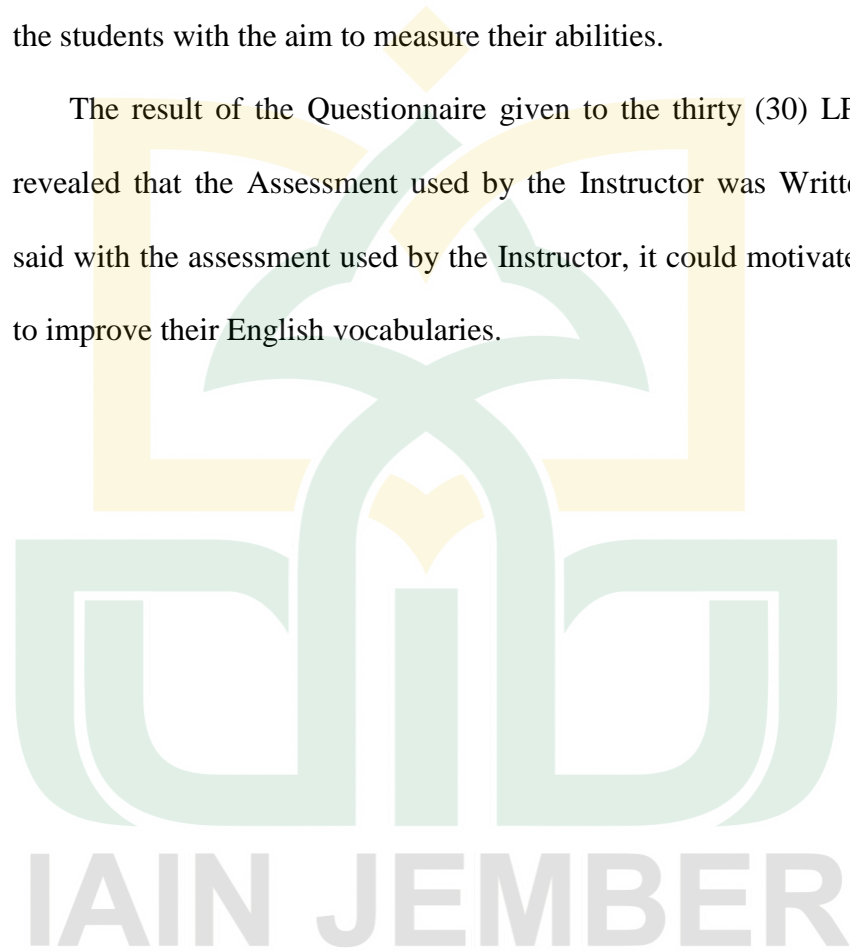 the students with the aim to measure their abilities.
The result of the Questionnaire given to the thirty (30)
revealed that the Assessment used by the Instructor was
said with the assessment used by the Instructor, it could motivate
to improve their English vocabularies.
IAIN JEMBER